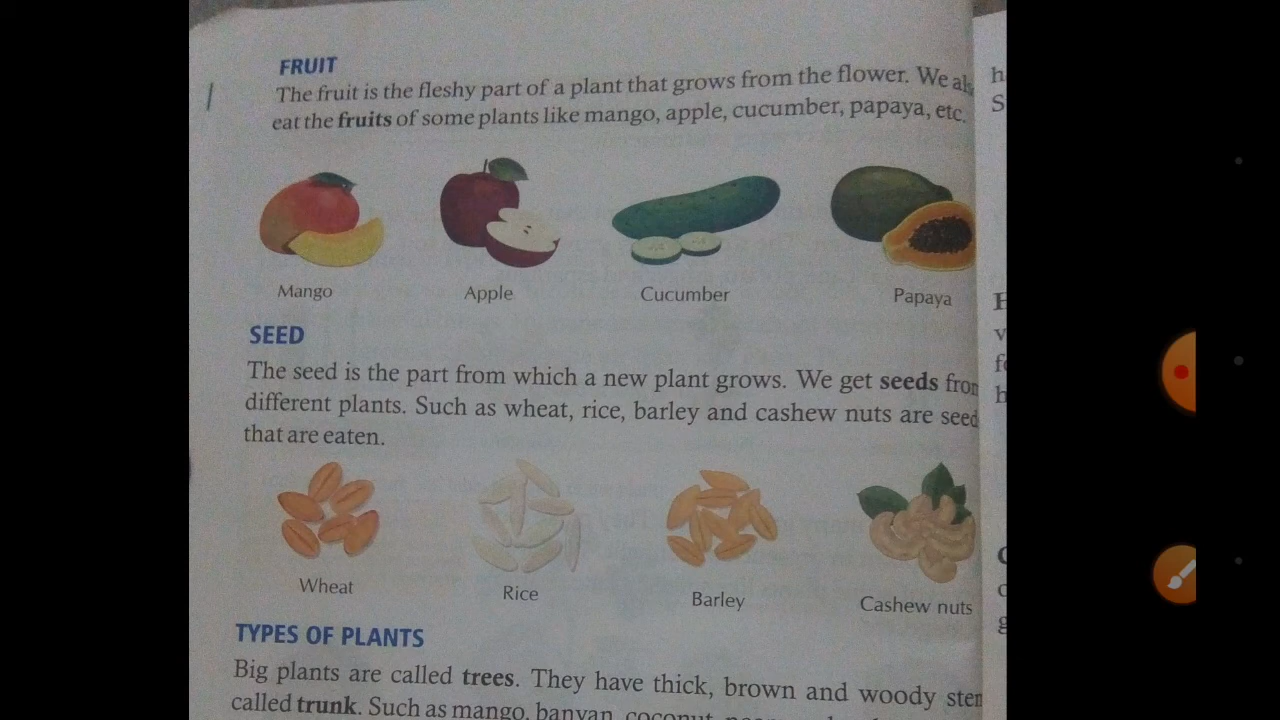 FRUIT
The fruit is the fleshy part of a plant that grows from the flower. We als
eat the fruits of some plants like mango, apple, cucumber, papaya, etc.
Mango
Apple
Cucumber
Papaya
SEED
The seed is the part from which a new plant grows. We get seeds from
different plants. Such as wheat, rice, barley and cashew nuts are seed
that are eaten.
Wheat
Rice
Barley
Cashew nuts
TYPES OF PLANTS
Big plants are called trees. They have thick, brown and woody sten
called trunk. Such as mango, banyan, coconut,